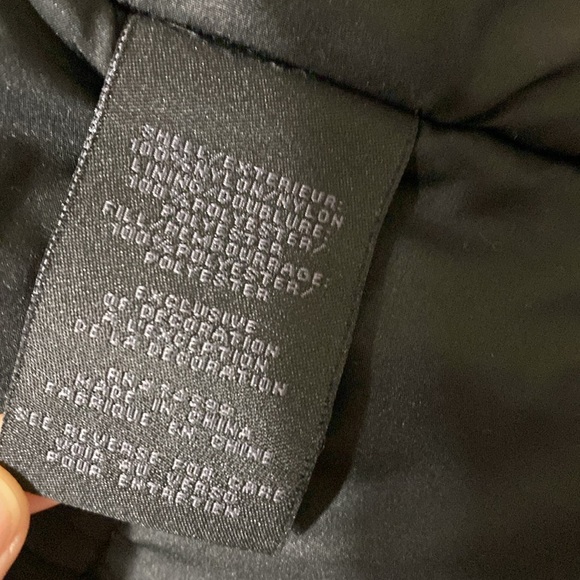 SHELL/EXTERIEUR:
100% NYLON/NYLON
LINING/DOUBLURE:
100% POLYESTER/
POLYESTER
FILL/REMBOURRAGE:
100% POLYESTER/
POLYESTER
EXCLUSIVE
OF DECORATION
A L'EXCEPTION
DE LA DECORATION
RN
MADE IN CHINA
FABRIQUE EN CHINE
SEE REVERSE FOR CARE
VOIR AU VERSO
POUR ENTRETIEN